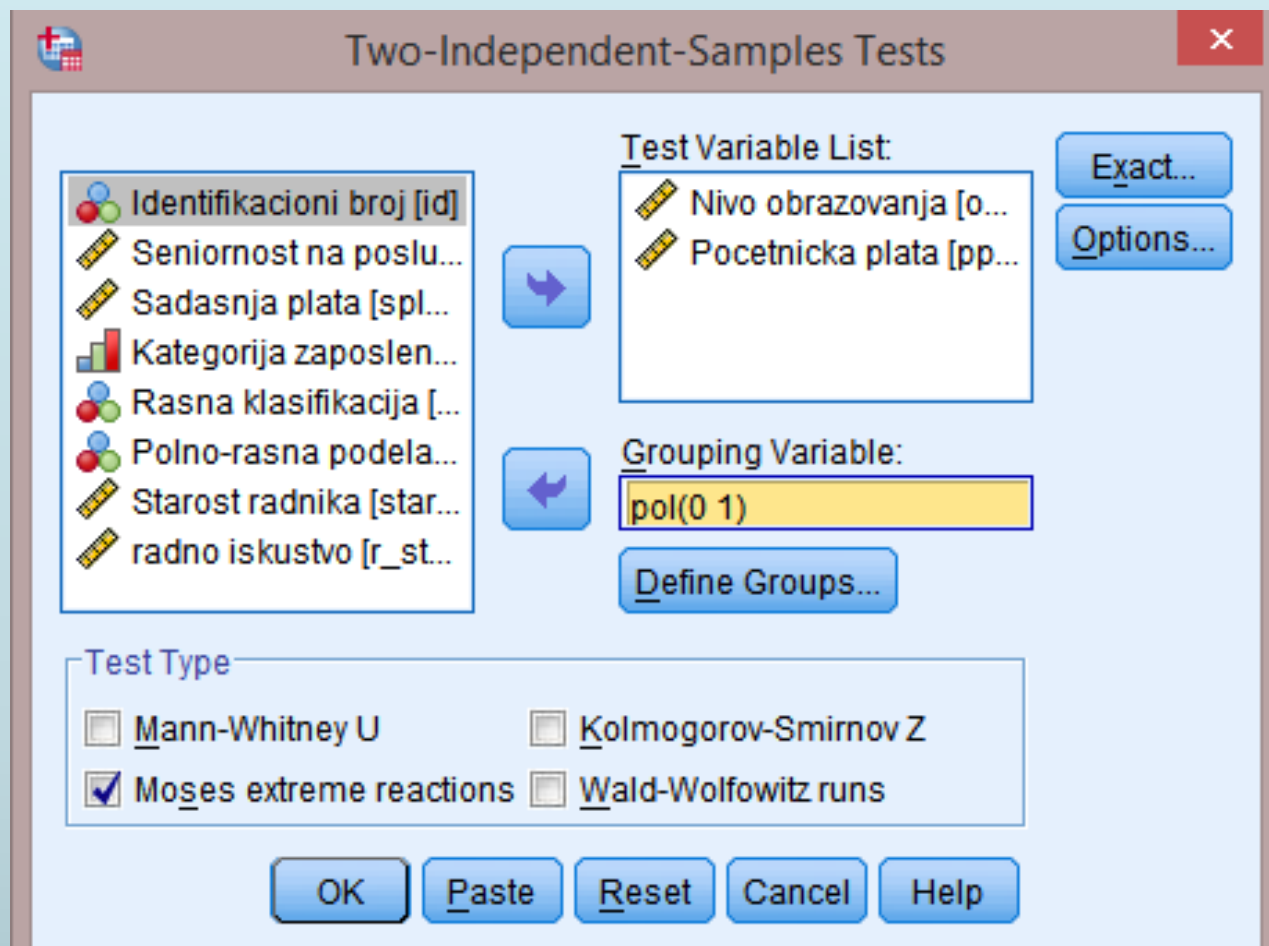 Two-Independent-Samples Tests
Identifikacioni broj [id]
Seniornost na poslu...
Sadasnja plata [spl...
Kategorija zaposlen...
Rasna klasifikacija [...
Polno-rasna podela...
Starost radnika [star...
radno iskustvo [r_st...
Test Variable List:
Nivo obrazovanja [o...
Pocetnicka plata [pp...
Exact...
Options...
Grouping Variable:
pol(0 1)
Define Groups...
Test Type
Mann-Whitney U
Kolmogorov-Smirnov Z
Moses extreme reactions
Wald-Wolfowitz runs
OK
Paste
Reset
Cancel
Help